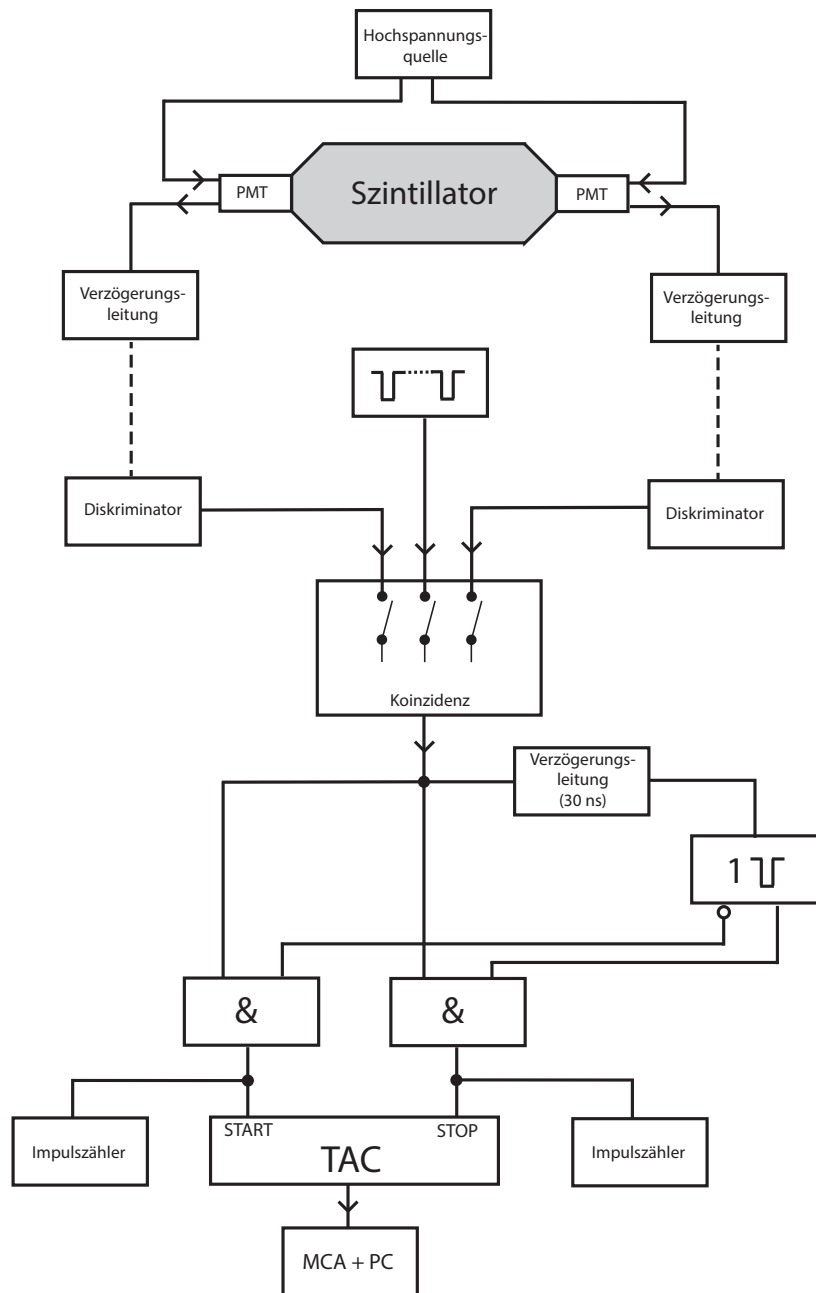 Hochspannungs-
quelle
PMT
Szintillator
PMT
Verzögerungs-
leitung
Verzögerungs-
leitung
Diskriminator
Diskriminator
Koinzidenz
Verzögerungs-
leitung
(30 ns)
1
&
&
START
STOP
TAC
Impulszähler
Impulszähler
MCA + PC